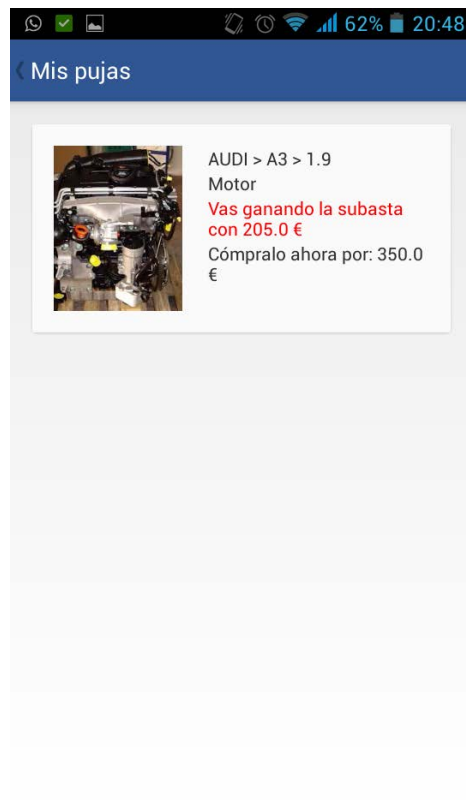 62% 20:48
Mis pujas
AUDI > A3 > 1.9
Motor
Vas ganando la subasta
con 205.0 €
Cómpralo ahora por: 350.0
€